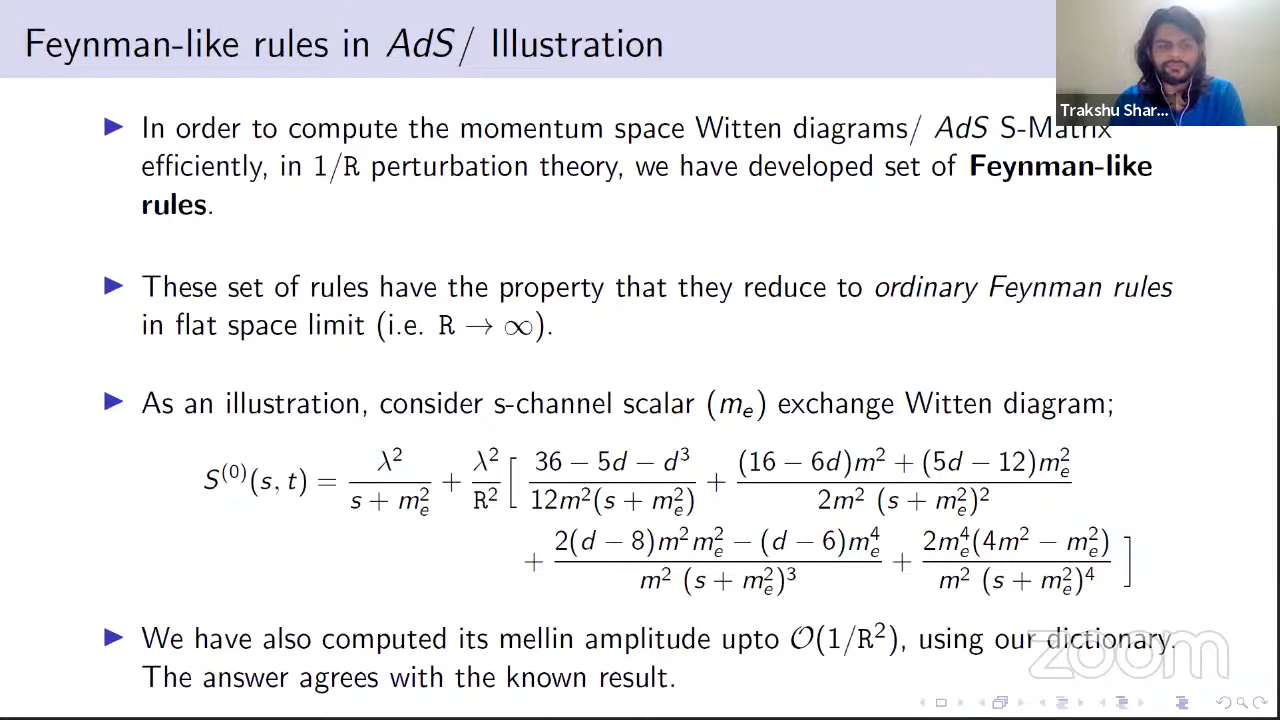 Feynman-like rules in AdS/ Illustration
Trakshu Shar...
▶ In order to compute the momentum space Witten diagrams/ AdS S-Matrix
efficiently, in 1/R perturbation theory, we have developed set of Feynman-like
rules.
▶ These set of rules have the property that they reduce to ordinary Feynman rules
in flat space limit (i.e. R → ∞).
▶ As an illustration, consider s-channel scalar (m_e) exchange Witten diagram;
S^{(0)}(s, t) = \frac{λ^2}{s + m_e^2} + \frac{λ^2}{R^2} [ \frac{36 − 5d − d^3}{12m^2(s + m_e^2)} + \frac{(16 − 6d)m^2 + (5d − 12)m_e^2}{2m^2 (s + m_e^2)^2}
+ \frac{2(d − 8)m^2 m_e^2 − (d − 6)m_e^4}{m^2 (s + m_e^2)^3} + \frac{2m_e^4(4m^2 − m_e^2)}{m^2 (s + m_e^2)^4} ]
▶ We have also computed its mellin amplitude upto O(1/R^2), using our dictionary.
The answer agrees with the known result.
zoom